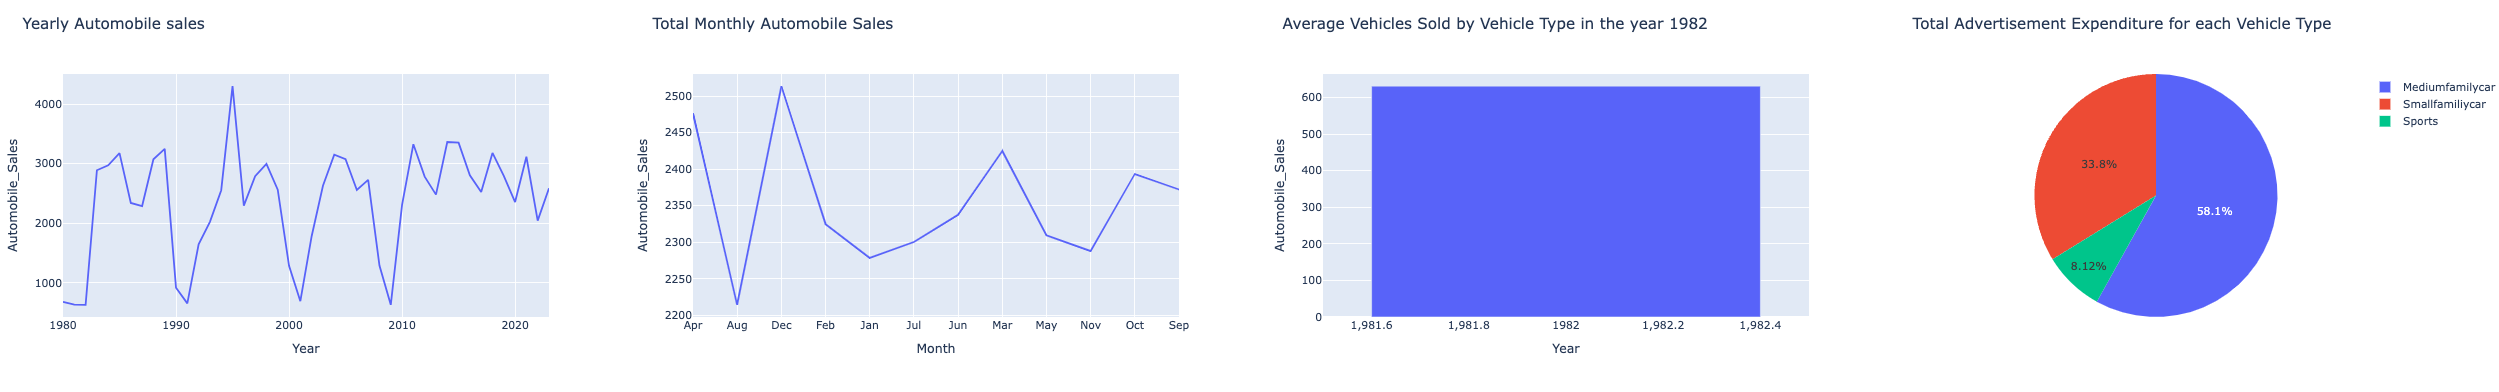 Yearly Automobile sales
4000
3000
2000
1000
Automobile_Sales
1980 1990 2000 2010 2020
Year
Total Monthly Automobile Sales
2500
2450
2400
2350
2300
2250
2200
Automobile_Sales
Apr Aug Dec Feb Jan Jul Jun Mar May Nov Oct Sep
Month
Average Vehicles Sold by Vehicle Type in the year 1982
600
500
400
300
200
100
0
Automobile_Sales
1,981.6 1,981.8 1982 1,982.2 1,982.4
Year
Total Advertisement Expenditure for each Vehicle Type
33.8%
58.1%
8.12%
Mediumfamilycar
Smallfamiliycar
Sports